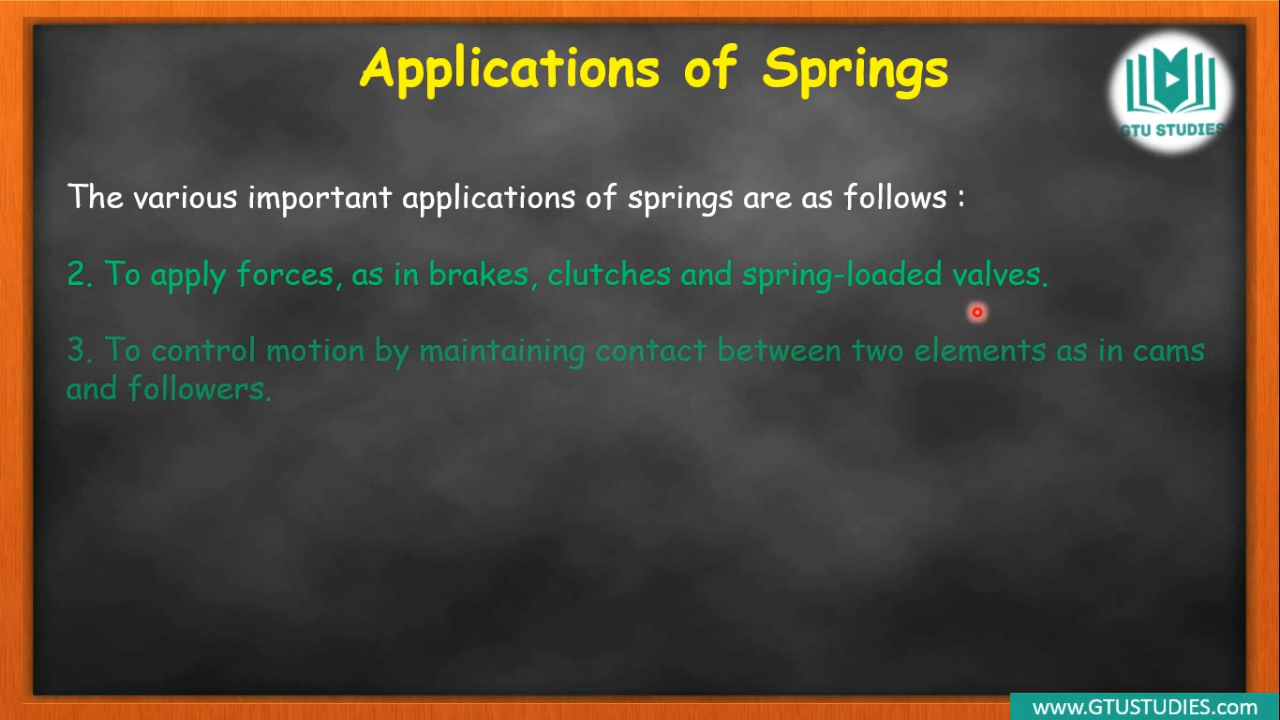 Applications of Springs
GTU STUDIES
The various important applications of springs are as follows :
2. To apply forces, as in brakes, clutches and spring-loaded valves.
3. To control motion by maintaining contact between two elements as in cams
and followers.
www.GTUSTUDIES.com